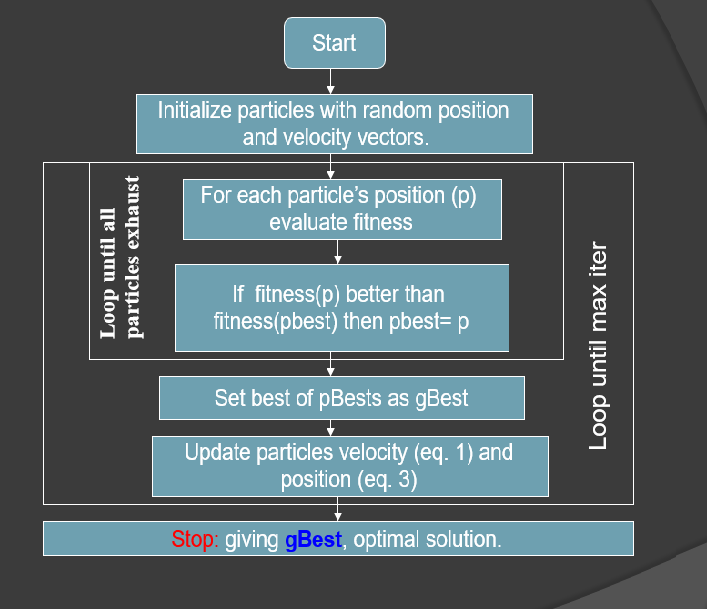 Start
Initialize particles with random position
and velocity vectors.
For each particle's position (p)
evaluate fitness
Loop until all
particles exhaust
If fitness(p) better than
fitness(pbest) then pbest= p
Loop until max iter
Set best of pBests as gBest
Update particles velocity (eq. 1) and
position (eq. 3)
Stop: giving gBest, optimal solution.